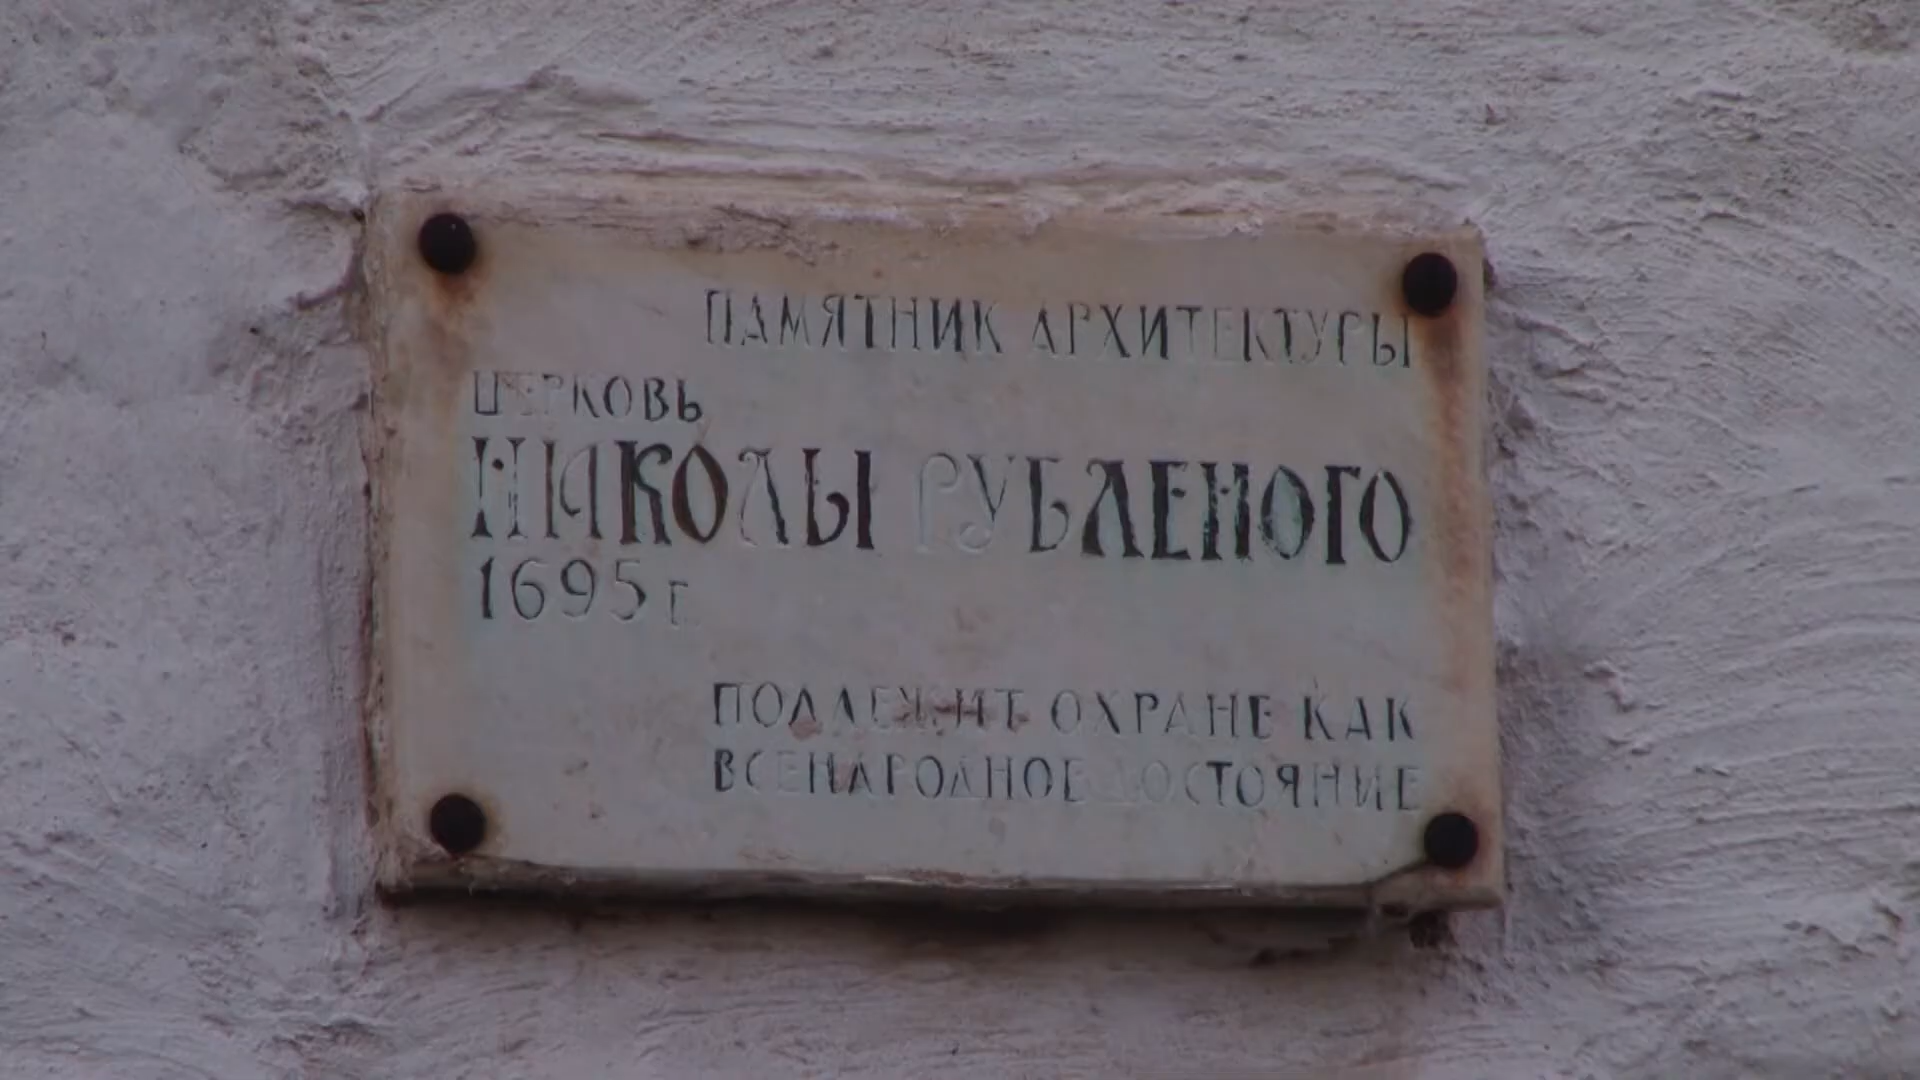 ПАМЯТНИК АРХИТЕКТУРЫ
ЦЕРКОВЬ
НИКОЛЫ РУБЛЕНОГО
1695 г.
ПОДЛЕЖИТ ОХРАНЕ КАК
ВСЕНАРОДНОЕ ДОСТОЯНИЕ